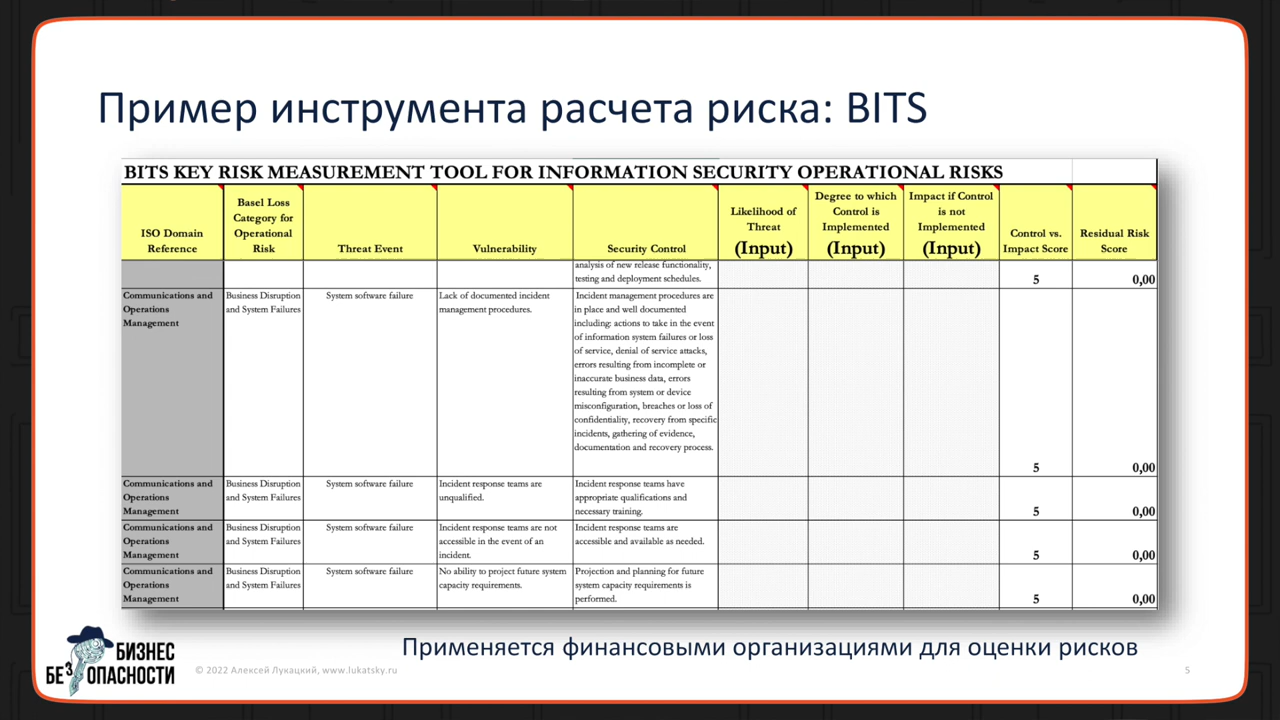 Пример инструмента расчета риска: BITS
BITS KEY RISK MEASUREMENT TOOL FOR INFORMATION SECURITY OPERATIONAL RISKS
ISO Domain
Reference
Basel Loss
Category for
Operational
Risk
Threat Event
Vulnerability
Security Control
Likelihood of
Threat
(Input)
Degree to which
Control is
Implemented
(Input)
Impact if Control
is not
Implemented
(Input)
Control vs.
Impact Score
Residual Risk
Score
analysis of new release functionality,
testing and deployment schedules.
5
0,00
Communications and
Operations
Management
Business Disruption
and System Failures
System software failure
Lack of documented incident
management procedures.
Incident management procedures are
in place and well documented
including: actions to take in the event
of information system failures or loss
of service, denial of service attacks,
errors resulting from incomplete or
inaccurate business data, errors
resulting from system or device
misconfiguration, breaches or loss of
confidentiality, recovery from specific
incidents, gathering of evidence,
documentation and recovery process.
5
0,00
Communications and
Operations
Management
Business Disruption
and System Failures
System software failure
Incident response teams are
unqualified.
Incident response teams have
appropriate qualifications and
necessary training.
5
0,00
Communications and
Operations
Management
Business Disruption
and System Failures
System software failure
Incident response teams are not
accessible in the event of an
incident.
Incident response teams are
accessible and available as needed.
5
0,00
Communications and
Operations
Management
Business Disruption
and System Failures
System software failure
No ability to project future system
capacity requirements.
Projection and planning for future
system capacity requirements is
performed.
5
0,00
Применяется финансовыми организациями для оценки рисков
БИЗНЕС
БЕЗ ОПАСНОСТИ
© 2022 Алексей Лукацкий, www.lukatsky.ru
5